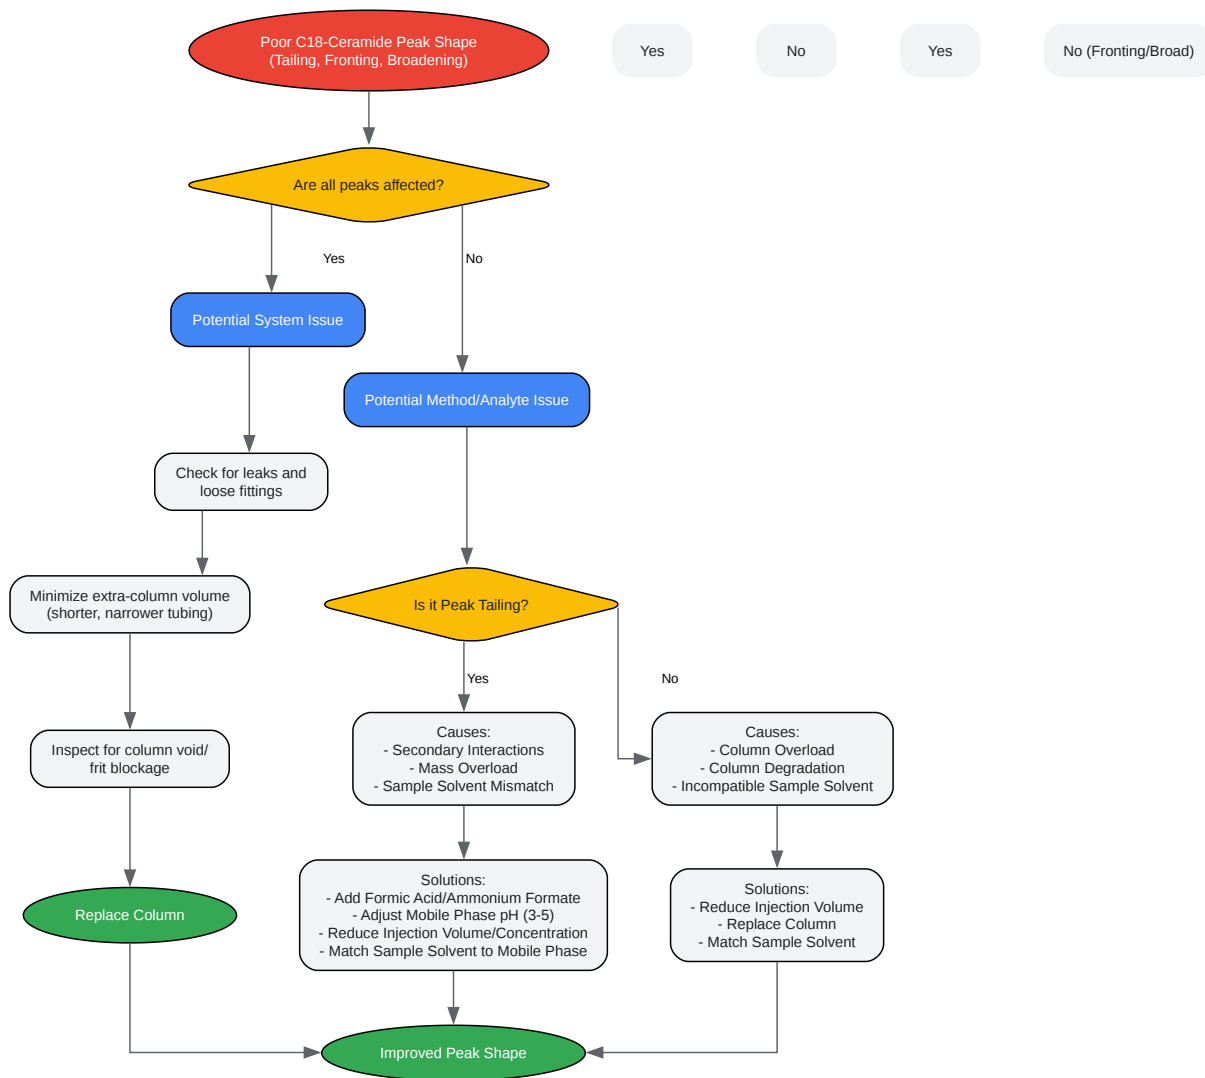 Poor C18-Ceramide Peak Shape
(Tailing, Fronting, Broadening)
Yes
No
Yes
No (Fronting/Broad)
Are all peaks affected?
Yes
No
Potential System Issue
Potential Method/Analyte Issue
Check for leaks and
loose fittings
Minimize extra-column volume
(shorter, narrower tubing)
Is it Peak Tailing?
Yes
No
Inspect for column void/
frit blockage
Causes:
- Secondary Interactions
- Mass Overload
- Sample Solvent Mismatch
Causes:
- Column Overload
- Column Degradation
- Incompatible Sample Solvent
Replace Column
Solutions:
- Add Formic Acid/Ammonium Formate
- Adjust Mobile Phase pH (3-5)
- Reduce Injection Volume/Concentration
- Match Sample Solvent to Mobile Phase
Solutions:
- Reduce Injection Volume
- Replace Column
- Match Sample Solvent
Improved Peak Shape